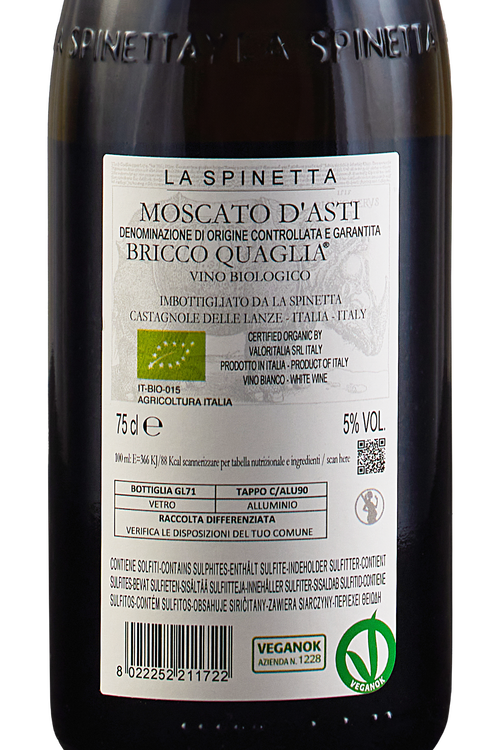 LA SPINETTA LA SPINETTA
LA SPINETTA
MOSCATO D'ASTI
DENOMINAZIONE DI ORIGINE CONTROLLATA E GARANTITA
BRICCO QUAGLIA®
VINO BIOLOGICO
IMBOTTIGLIATO DA LA SPINETTA
CASTAGNOLE DELLE LANZE - ITALIA - ITALY
CERTIFIED ORGANIC BY
VALORITALIA SRL ITALY
PRODOTTO IN ITALIA - PRODUCT OF ITALY
VINO BIANCO - WHITE WINE
IT-BIO-015
AGRICOLTURA ITALIA
75 cl e 5% VOL.
100 ml: E=366 KJ/88 Kcal scannerizzare per tabella nutrizionale e ingredienti / scan here
BOTTIGLIA GL71 TAPPO C/ALU90
VETRO ALLUMINIO
RACCOLTA DIFFERENZIATA
VERIFICA LE DISPOSIZIONI DEL TUO COMUNE
CONTIENE SOLFITI-CONTAINS SULPHITES-ENTHÄLT SULFITE-INDEHOLDER SULFITTER-CONTIENT
SULFITES-BEVAT SULFIETEN-SISÄLTÄÄ SULFIITTEJA-INNEHÅLLER SULFITER-SISALDAB SULFITID-CONTIENE
SULFITOS-CONTÉM SULFITOS-OBSAHUJE SIRIČITANY-ZAWIERA SIARCZYNY-ΠΕΡΙΕΧΕΙ ΘΕΙΩΔΗ
8 022252 211722
VEGANOK
AZIENDA N. 1228
VEGANOK